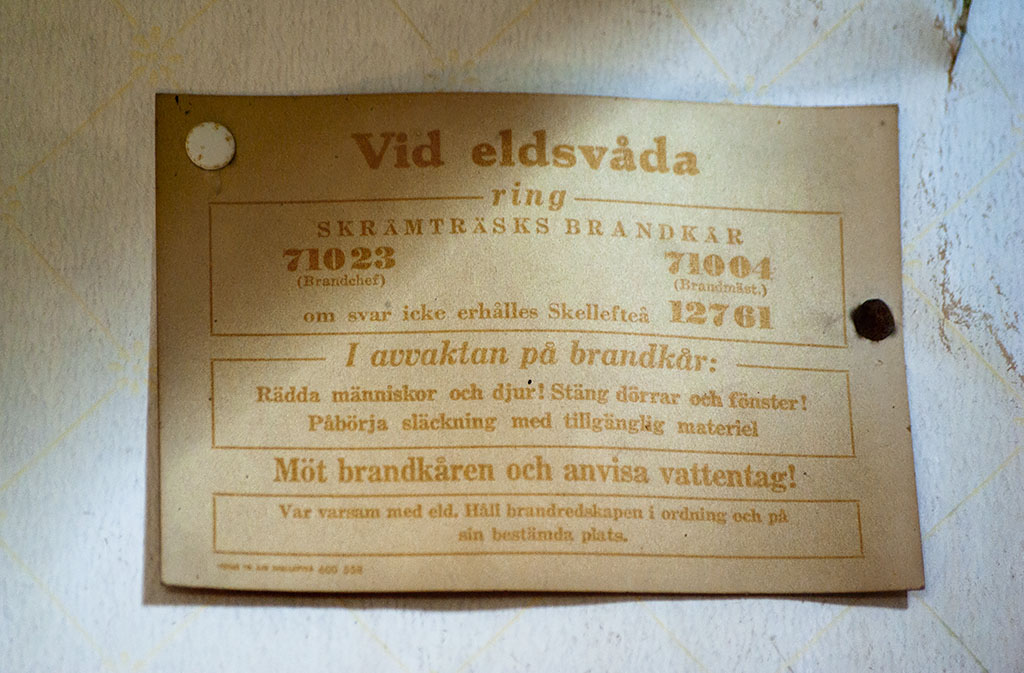 Vid eldsvåda
ring
SKRÄMTRÄSKS BRANDKÅR
71023 71004
(Brandchef) (Brandmäst.)
om svar icke erhålles Skellefteå 12761
I avvaktan på brandkår:
Rädda människor och djur! Stäng dörrar och fönster!
Påbörja släckning med tillgänglig materiel
Möt brandkåren och anvisa vattentag!
Var varsam med eld. Håll brandredskapen i ordning och på
sin bestämda plats.